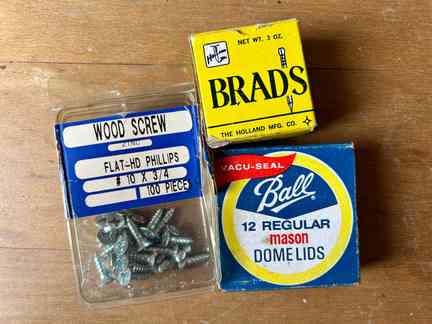 WOOD SCREW
ZINC
FLAT-HD PHILLIPS
# 10 X 3/4
100 PIECE
NET WT. 3 OZ.
BRADS
THE HOLLAND MFG. CO.
VACU-SEAL
Ball
12 REGULAR
mason
DOME LIDS